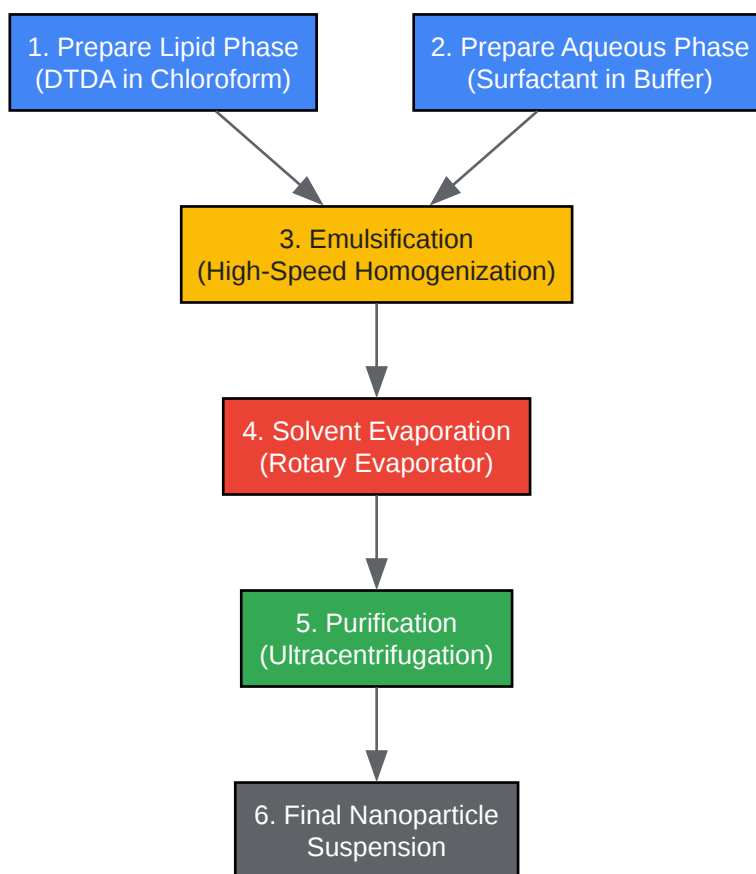 1. Prepare Lipid Phase
(DTDA in Chloroform)
2. Prepare Aqueous Phase
(Surfactant in Buffer)
3. Emulsification
(High-Speed Homogenization)
4. Solvent Evaporation
(Rotary Evaporator)
5. Purification
(Ultracentrifugation)
6. Final Nanoparticle
Suspension